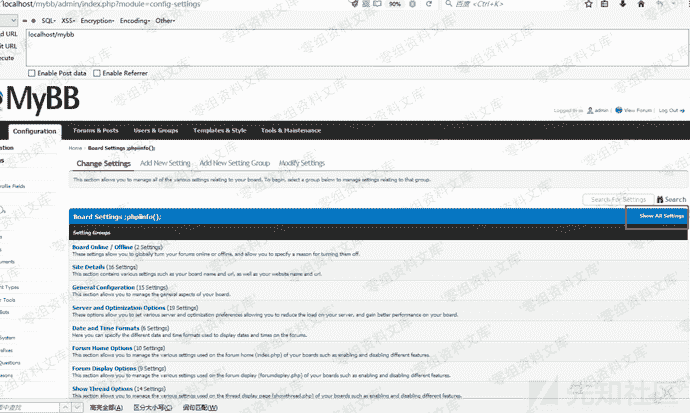 localhost/mybb/admin/index.php?module=config-settings
90%
百度 <Ctrl+K>
SQL- XSS- Encryption- Encoding- Other-
URL
localhost/mybb
URL
Enable Post data Enable Referrer
MyBB
admin View Forum Log Out
Configuration Forums & Posts Users & Groups Templates & Style Tools & Maintenance
Home Board Settings ;phpinfo();
Change Settings Add New Setting Add New Setting Group Modify Settings
This section allows you to manage all of the various settings relating to your board. To begin, select a group below to manage settings relating to that group.
Search For Settings Search
Board Settings ;phpinfo(); Show All Settings
Setting Groups
Board Online / Offline (2 Settings)
These settings allow you to globally turn your forums online or offline, and allow you to specify a reason for turning them off.
Site Details (16 Settings)
This section contains various settings such as your board name and url, as well as your website name and url.
General Configuration (15 Settings)
This section allows you to manage the general aspects of your board.
Server and Optimization Options
These options allow you to set various server and optimization preferences allowing you to reduce the load on your server, and gain better performance on your board.
Date and Time Formats (6 Settings)
Here you can specify the different date and time formats used to display dates and times on the forums.
Forum Home Options (10 Settings)
This section allows you to manage the various settings used on the forum home (index.php) of your boards such as enabling and disabling different features.
Forum Display Options (9 Settings)
This section allows you to manage the various settings used on the forum display (forumdisplay.php) of your boards such as enabling and disabling different features.
Show Thread Options (14 Settings)
This section allows you to manage the various settings used on the thread display page (showthread.php) of your boards such as enabling and disabling different features.
高亮全部(A) 区分大小写(C) 词句匹配(W)
零组资料文库
先知社区